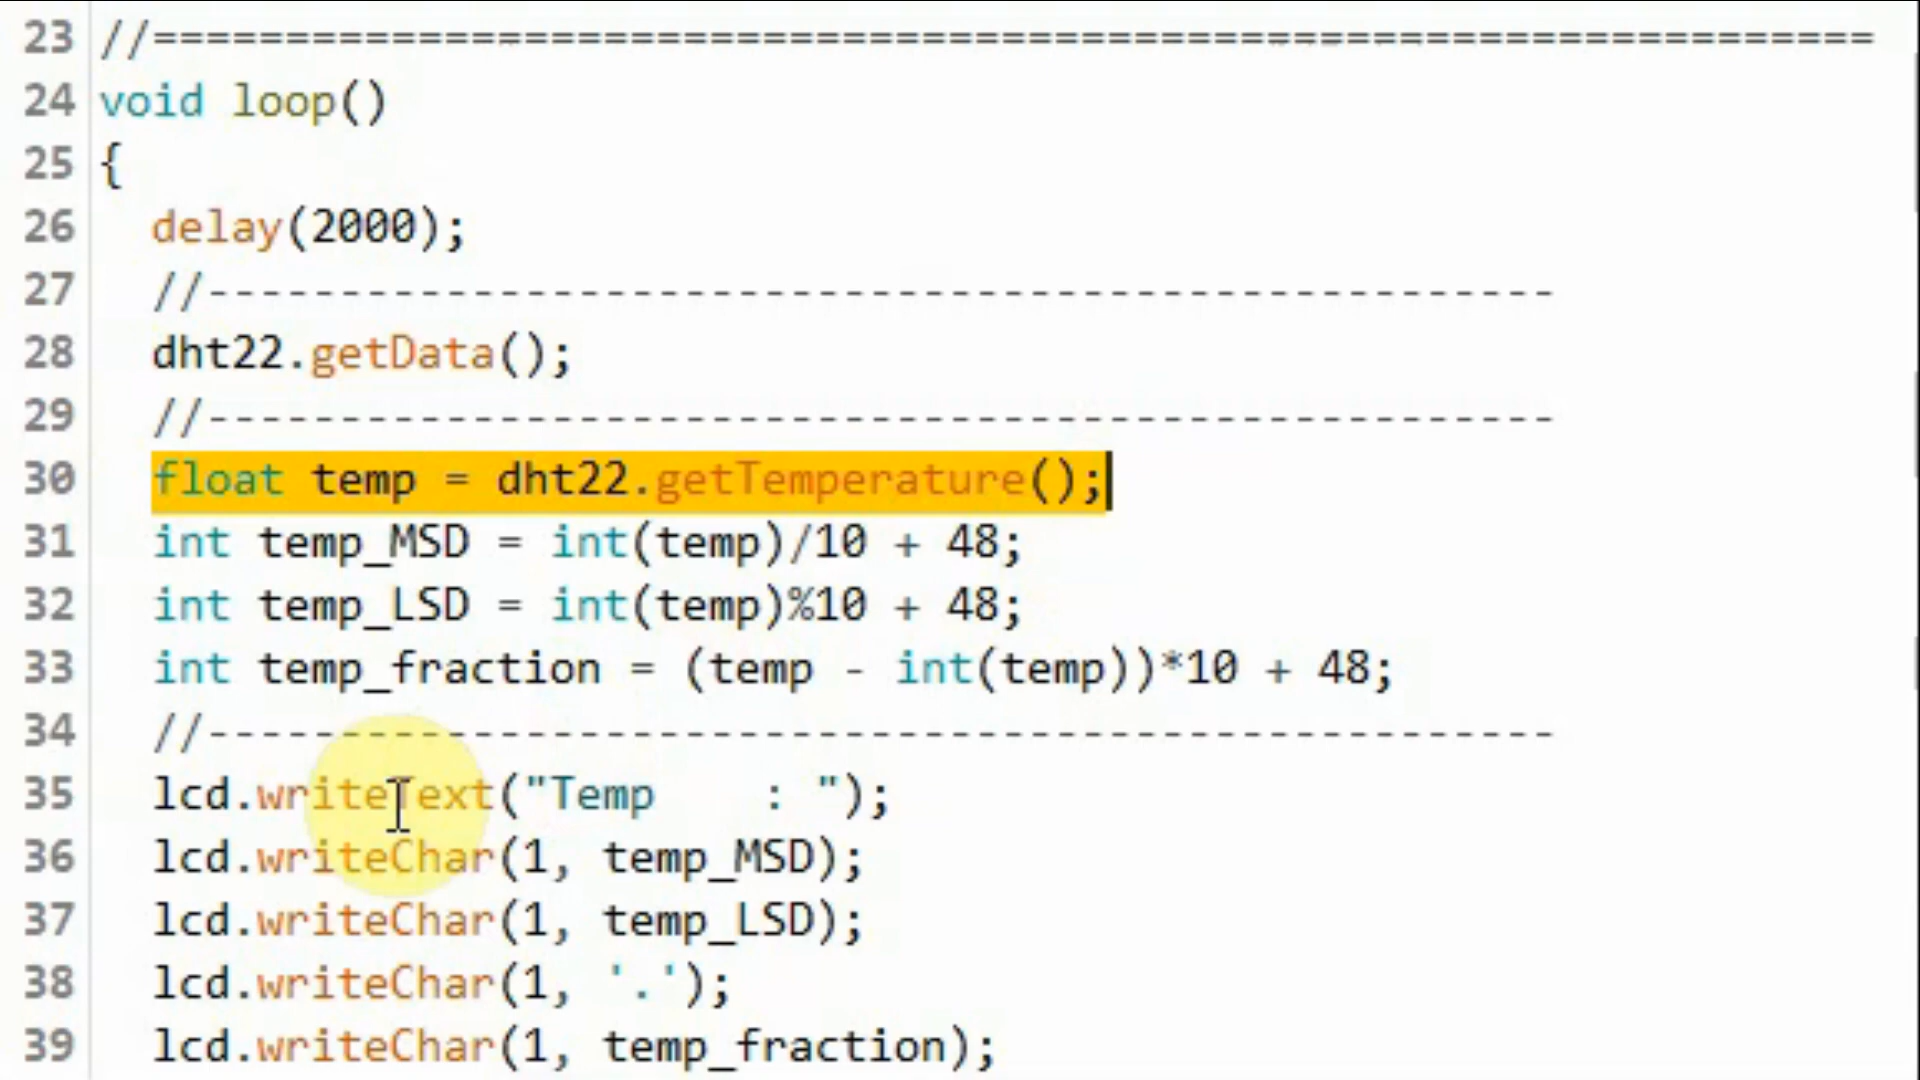 23 //=================================================================
24 void loop()
25 {
26   delay(2000);
27   //---------------------------------------------------
28   dht22.getData();
29   //---------------------------------------------------
30   float temp = dht22.getTemperature();
31   int temp_MSD = int(temp)/10 + 48;
32   int temp_LSD = int(temp)%10 + 48;
33   int temp_fraction = (temp - int(temp))*10 + 48;
34   //---------------------------------------------------
35   lcd.writeText("Temp    : ");
36   lcd.writeChar(1, temp_MSD);
37   lcd.writeChar(1, temp_LSD);
38   lcd.writeChar(1, '.');
39   lcd.writeChar(1, temp_fraction);